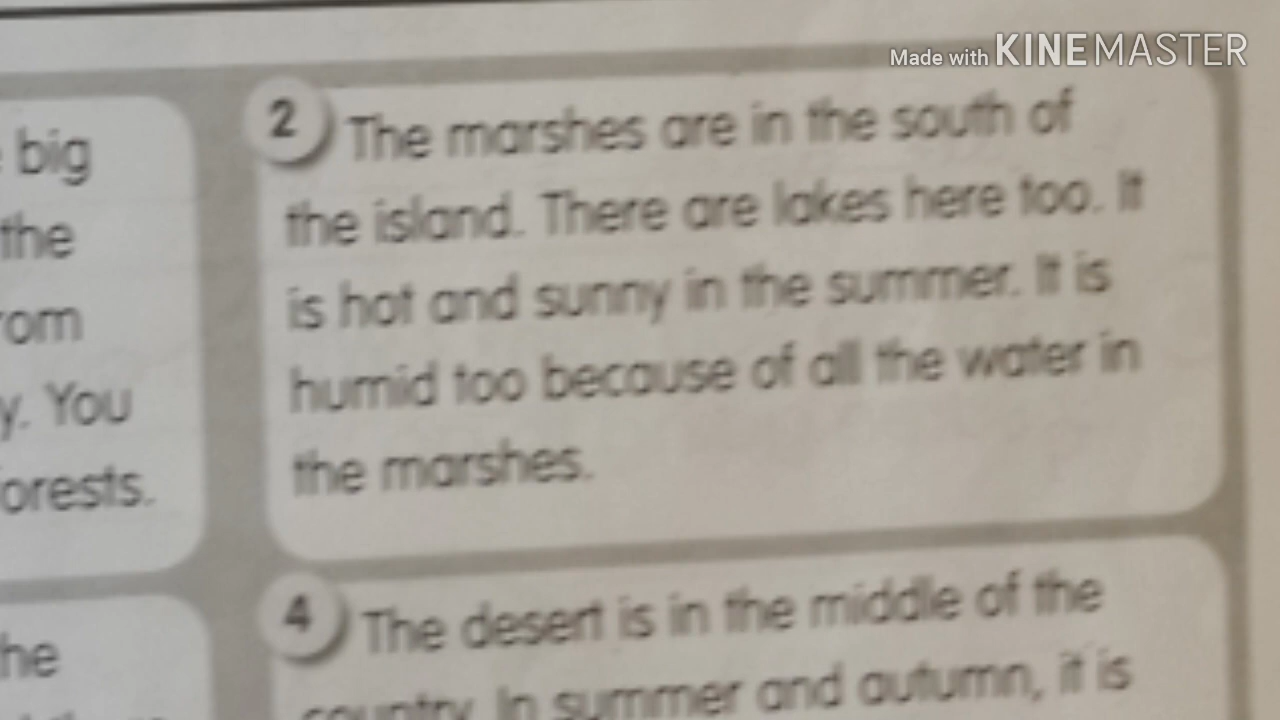 Made with KINEMASTER
big
the
y. You
2 The marshes are in the south of
the island. There are lakes here too. It
is hot and sunny in the summer. It is
humid too because of all the water in
the marshes.
4 The desert is in the middle of the
country. In summer and autumn, it is